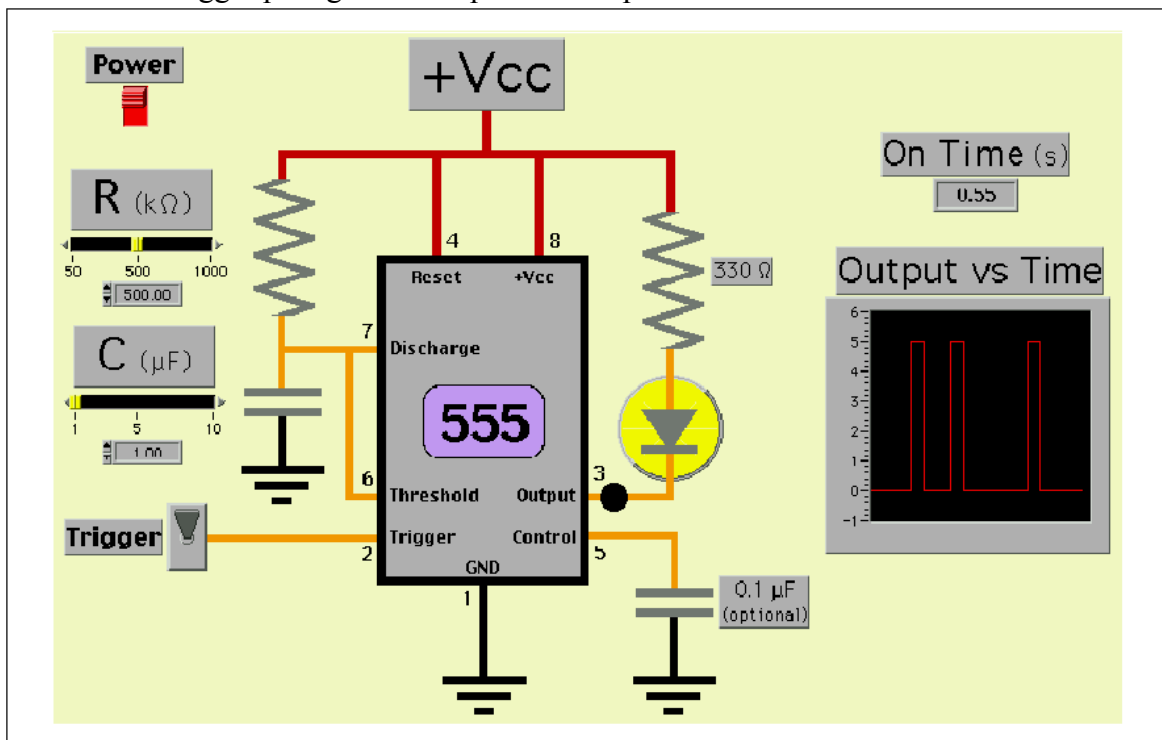 Power
+Vcc
On Time (s)
0.55
R (kΩ)
50 500 1000
500.00
4
8
Reset
+Vcc
330 Ω
Output vs Time
6
5
4
3
2
1
0
-1
C (µF)
1 5 10
1.00
7
Discharge
555
6
Threshold
Output
3
Trigger
2
Trigger
Control
5
GND
1
0.1 µF
(optional)